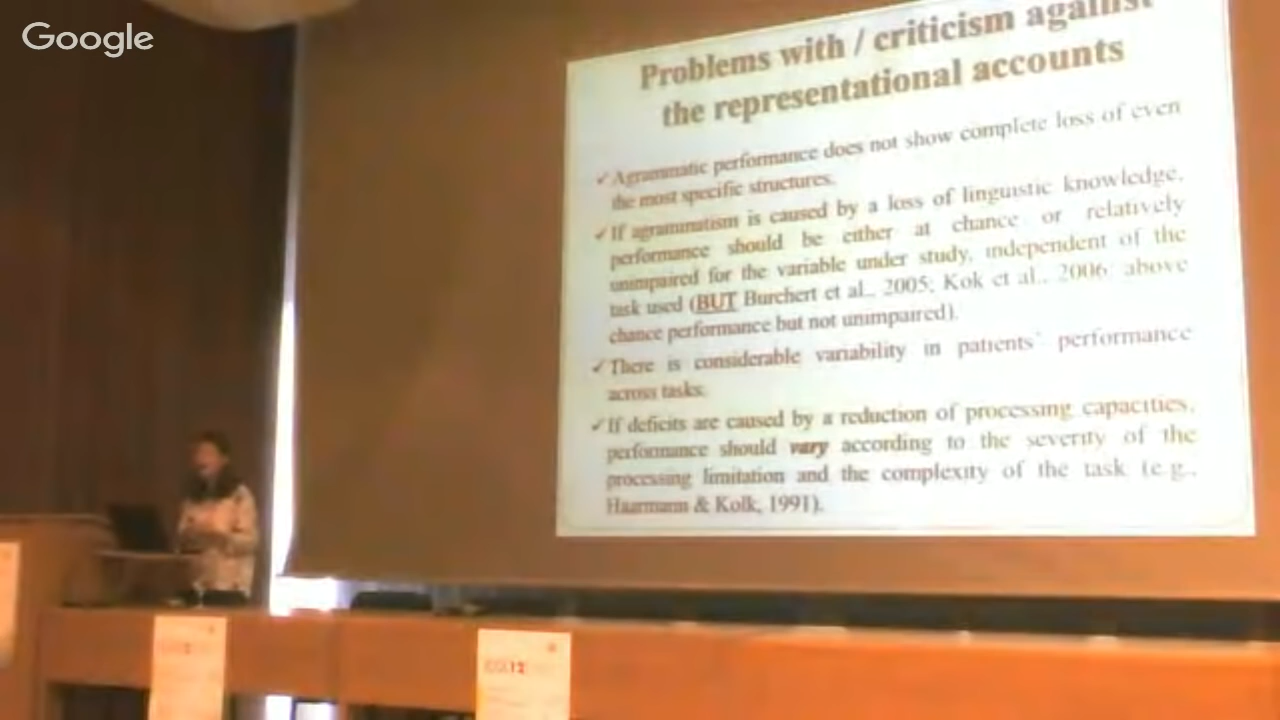 Google
Problems with / criticism against
the representational accounts
✓ Agrammatic performance does not show complete loss of even
the most specific structures.
✓ If agrammatism is caused by a loss of linguistic knowledge,
performance should be either at chance or relatively
unimpaired for the variable under study, independent of the
task used (BUT Burchert et al., 2005; Kok et al., 2006: above
chance performance but not unimpaired).
✓ There is considerable variability in patients' performance
across tasks.
✓ If deficits are caused by a reduction of processing capacities,
performance should vary according to the severity of the
processing limitation and the complexity of the task (e.g.,
Haarmann & Kolk, 1991).